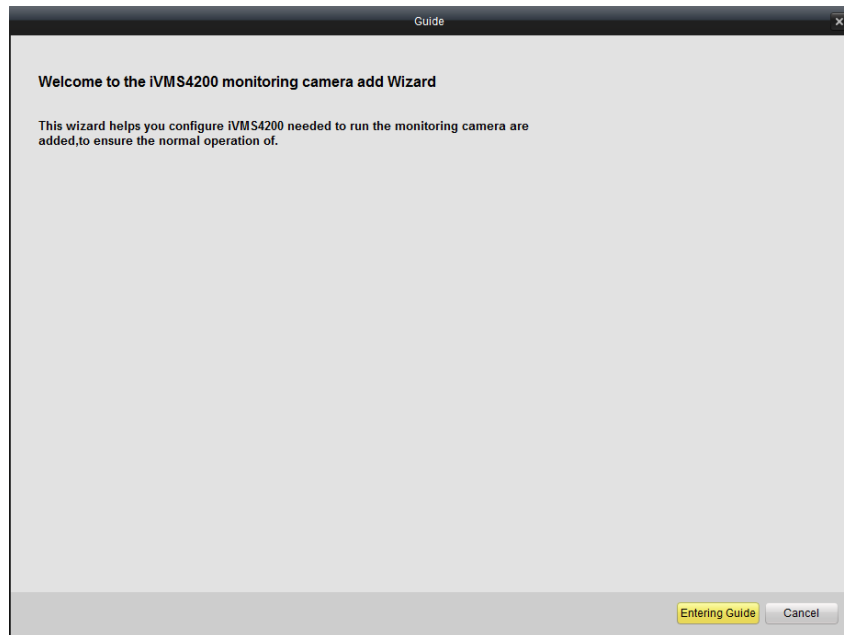 Guide
Welcome to the iVMS4200 monitoring camera add Wizard
This wizard helps you configure iVMS4200 needed to run the monitoring camera are
added,to ensure the normal operation of.
Entering Guide
Cancel